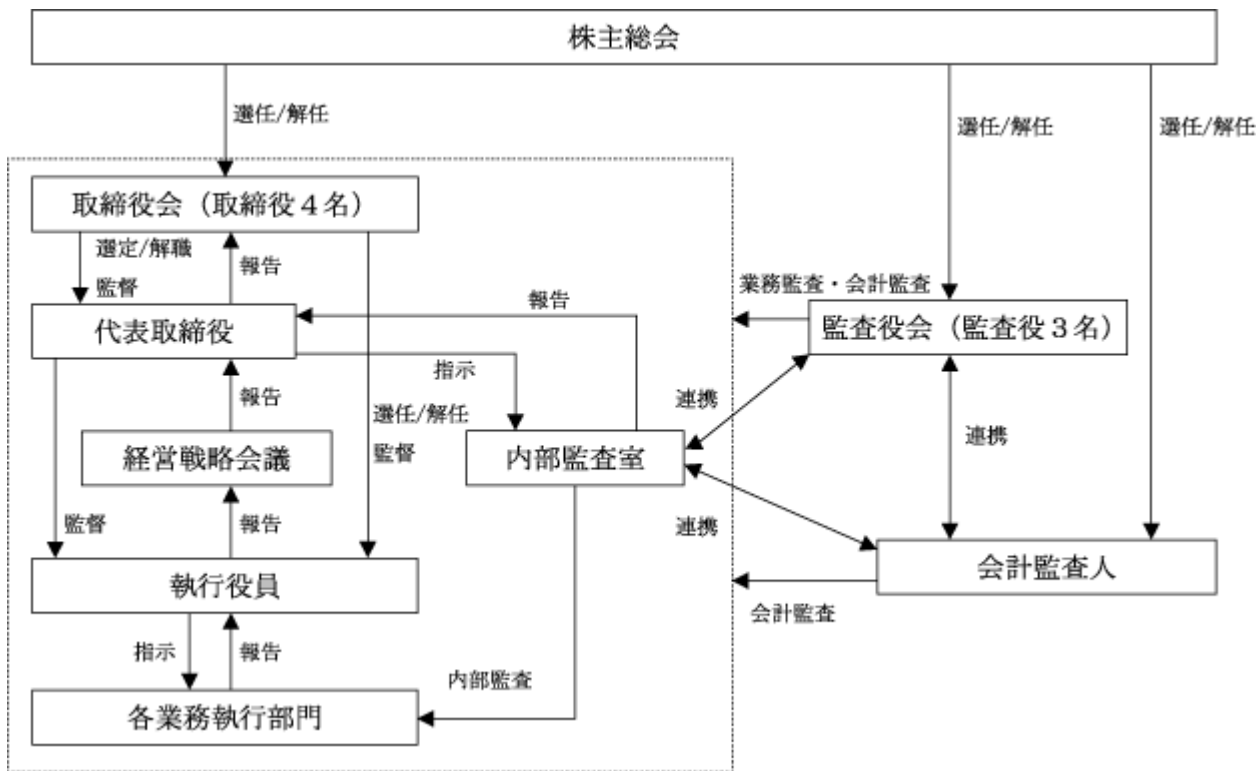 株主総会
選任/解任
選任/解任
選任/解任
取締役会（取締役４名）
選定/解職
監督
報告
報告
業務監査・会計監査
代表取締役
監査役会（監査役３名）
指示
報告
選任/解任
監督
連携
連携
経営戦略会議
内部監査室
監督
報告
連携
執行役員
会計監査人
会計監査
指示
報告
内部監査
各業務執行部門